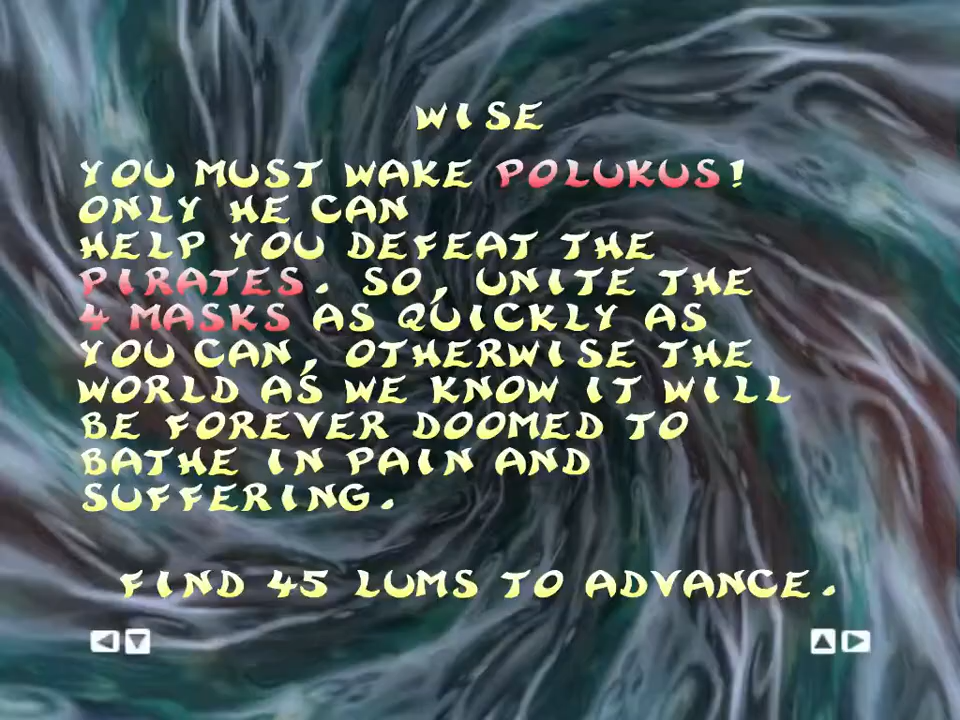 WISE
YOU MUST WAKE POLUKUS!
ONLY HE CAN
HELP YOU DEFEAT THE
PIRATES. SO, UNITE THE
4 MASKS AS QUICKLY AS
YOU CAN, OTHERWISE THE
WORLD AS WE KNOW IT WILL
BE FOREVER DOOMED TO
BATHE IN PAIN AND
SUFFERING.
FIND 45 LUMS TO ADVANCE.